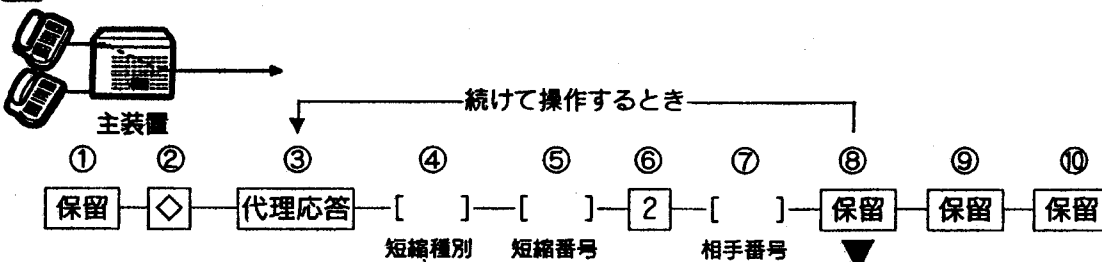 続けて操作するとき
主装置
① ② ③ ④ ⑤ ⑥ ⑦ ⑧ ⑨ ⑩
保留 ◇ 代理応答 [ ] [ ] 2 [ ] 保留 保留 保留
短縮種別 短縮番号 相手番号